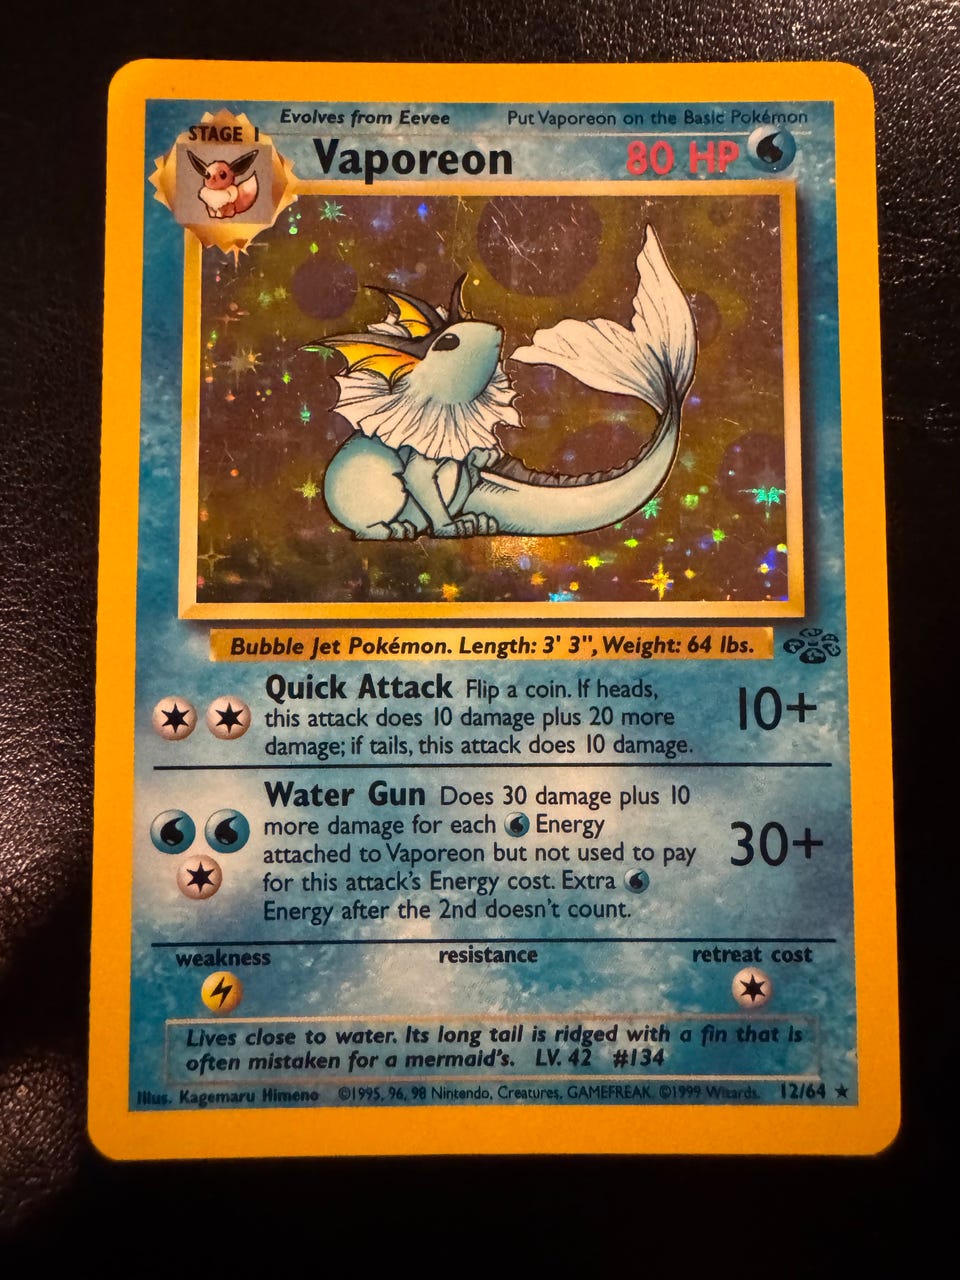 Evolves from Eevee
Put Vaporeon on the Basic Pokémon
STAGE 1
Vaporeon
80 HP
Bubble Jet Pokémon. Length: 3' 3", Weight: 64 lbs.
Quick Attack Flip a coin. If heads,
this attack does 10 damage plus 20 more
damage; if tails, this attack does 10 damage.
10+
Water Gun Does 30 damage plus 10
more damage for each Energy
attached to Vaporeon but not used to pay
for this attack's Energy cost. Extra
Energy after the 2nd doesn't count.
30+
weakness
resistance
retreat cost
Lives close to water. Its long tail is ridged with a fin that is
often mistaken for a mermaid's. LV. 42 #134
Illus. Kagemaru Himeno ©1995, 96, 98 Nintendo, Creatures, GAMEFREAK. ©1999 Wizards. 12/64 ★